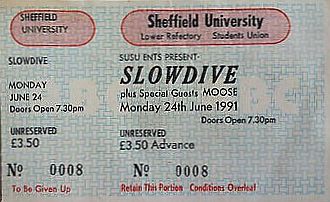 SHEFFIELD
UNIVERSITY
SLOWDIVE
MONDAY
JUNE 24
Doors Open 7.30pm
UNRESERVED
£3.50
Nº 0008
To Be Given Up
Sheffield University
Lower Refectory Students Union
SUSU ENTS PRESENT-
SLOWDIVE
plus Special Guests MOOSE
Monday 24th June 1991
Doors Open 7.30pm
UNRESERVED
£3.50 Advance
Nº 0008
Retain This Portion Conditions Overleaf